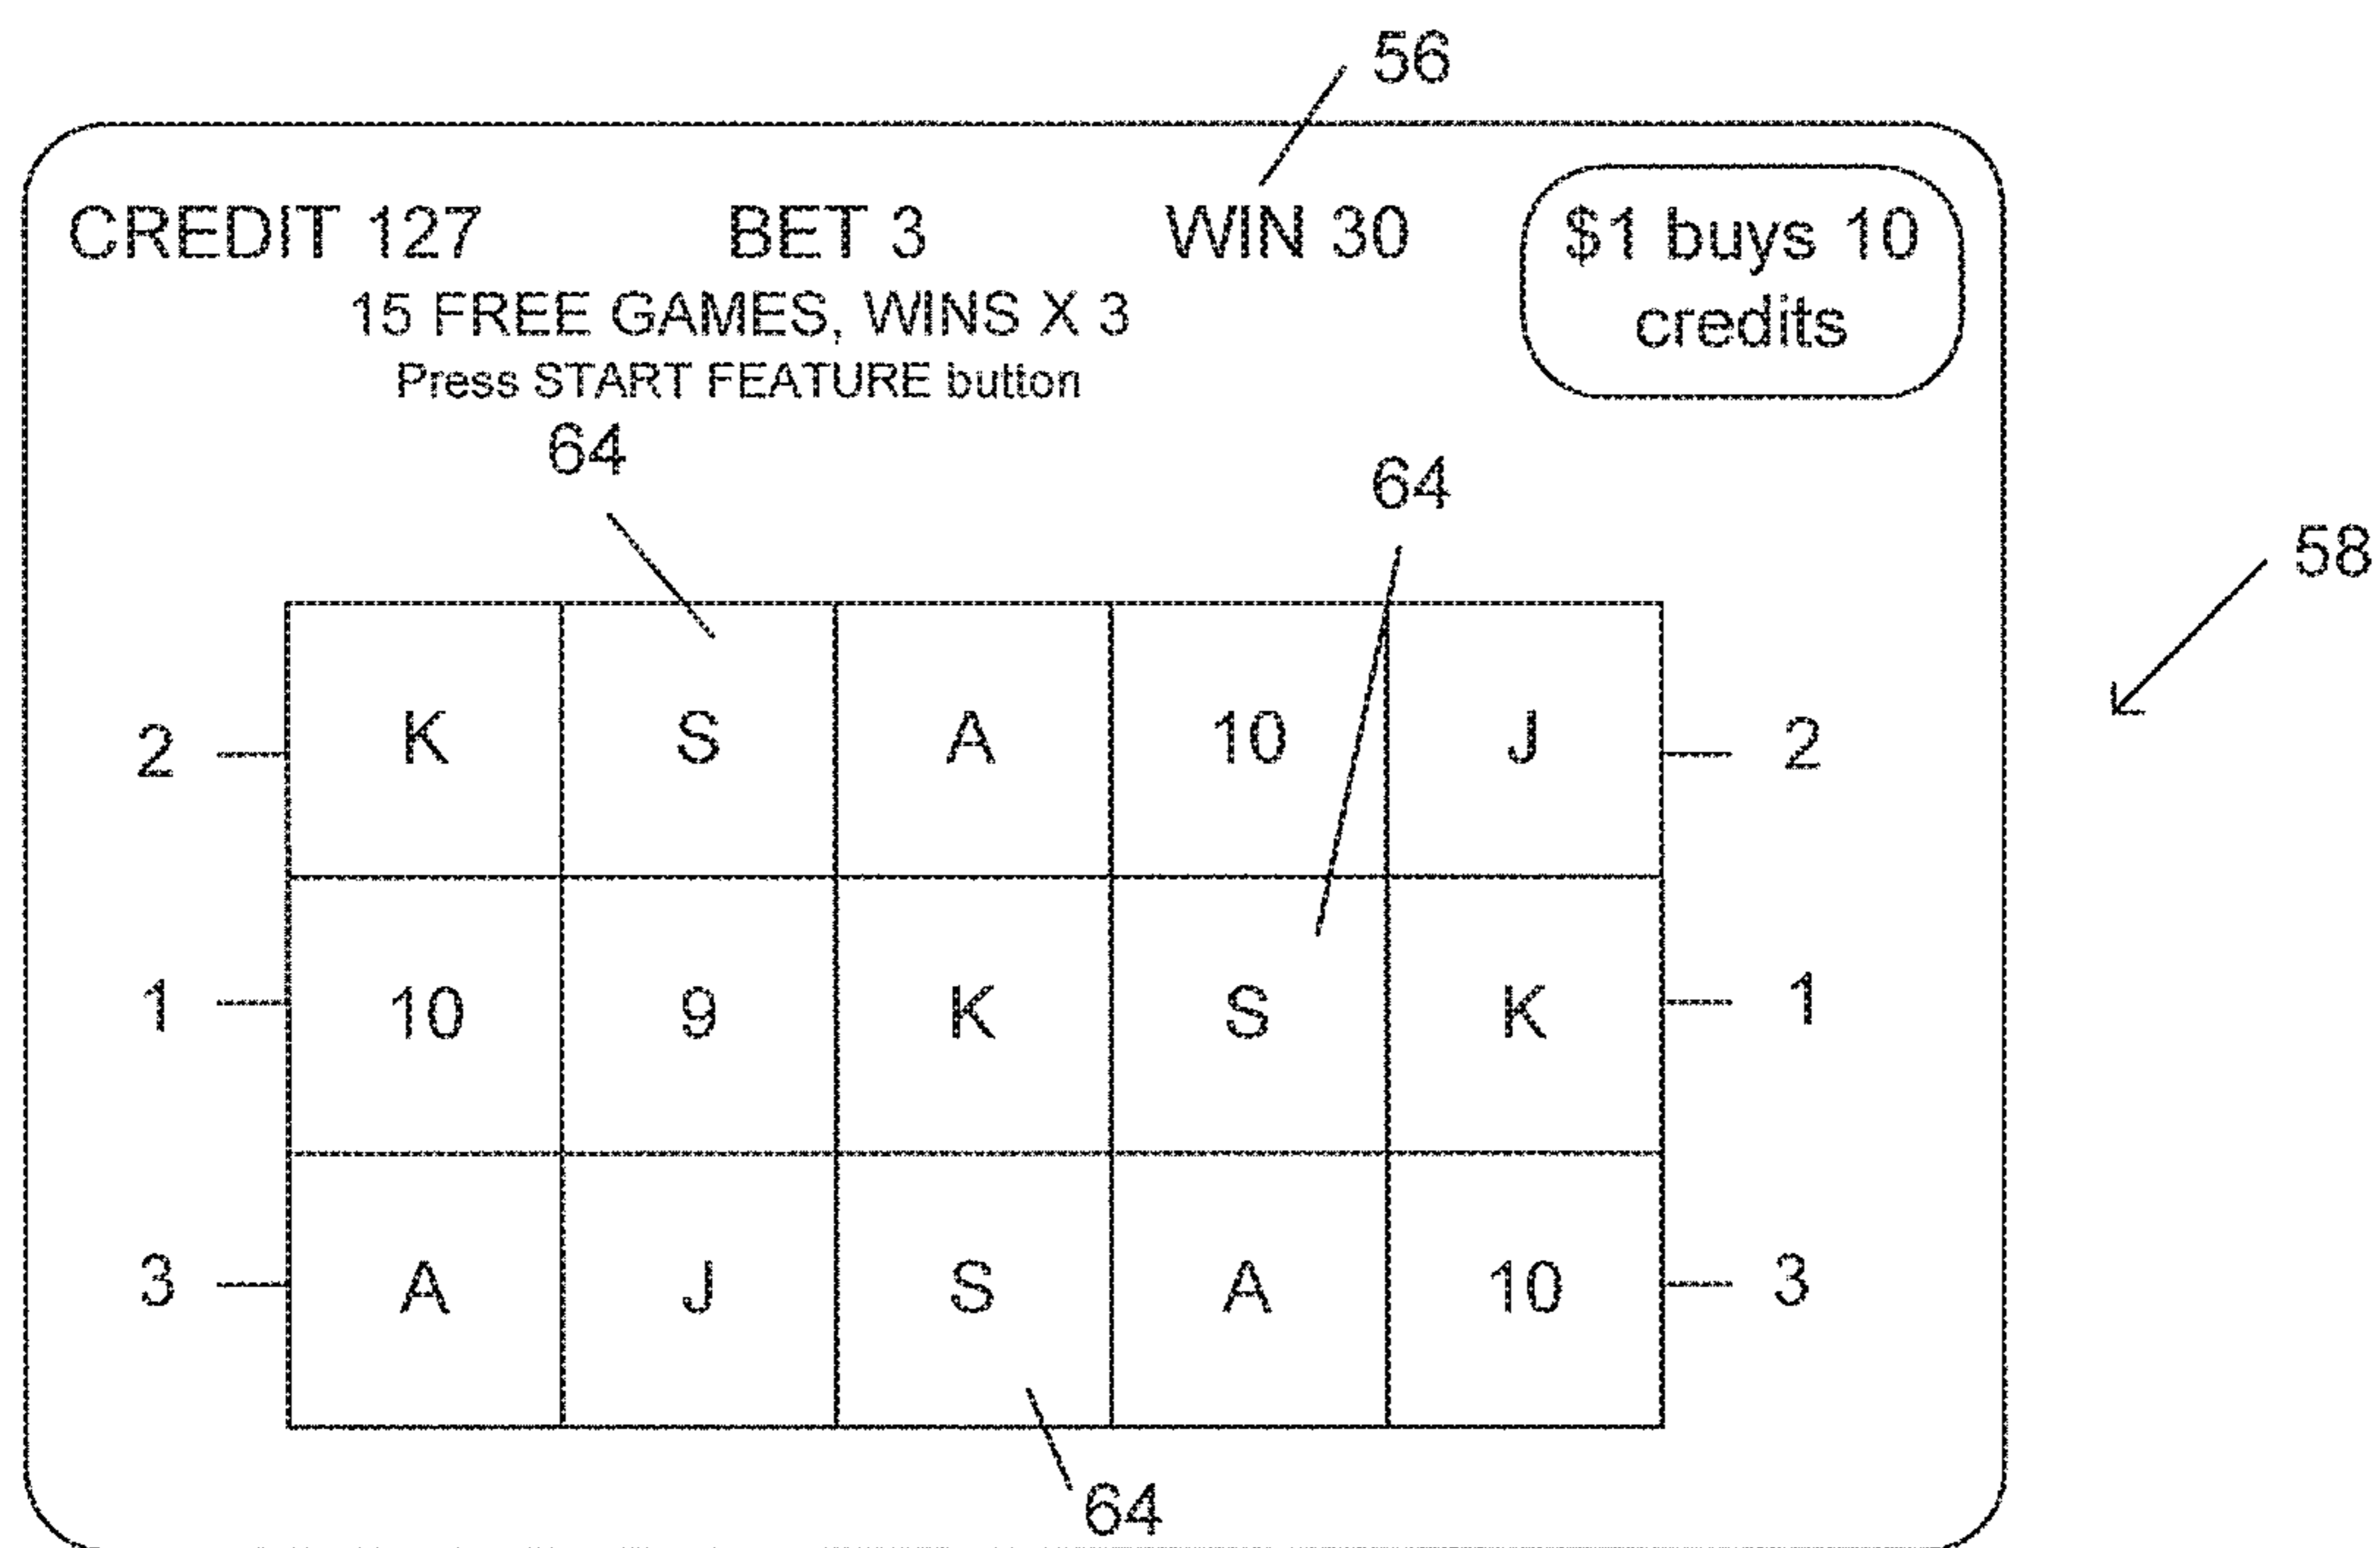 56
CREDIT 127 BET 3 WIN 30 $1 buys 10
credits
15 FREE GAMES, WINS X 3
Press START FEATURE button
64
64
58
2 K S A 10 J 2
1 10 9 K S K 1
3 A J S A 10 3
64